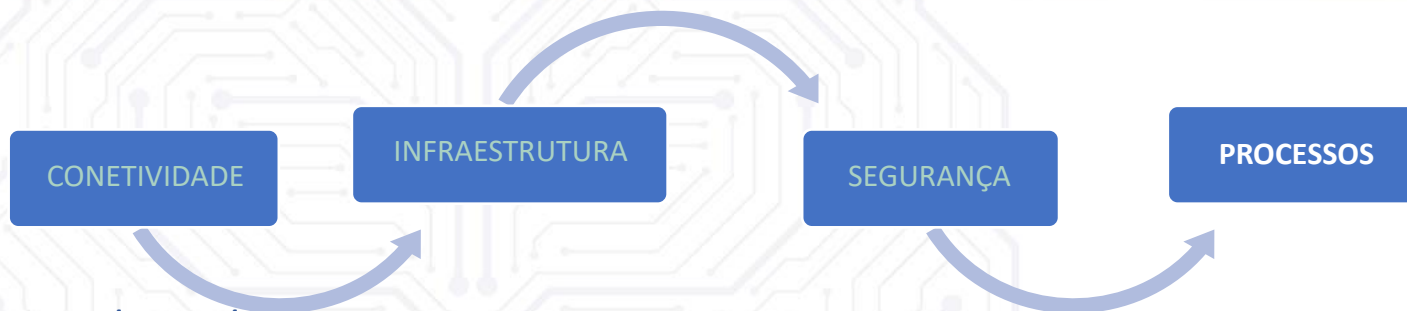 CONETIVIDADE
INFRAESTRUTURA
SEGURANÇA
PROCESSOS